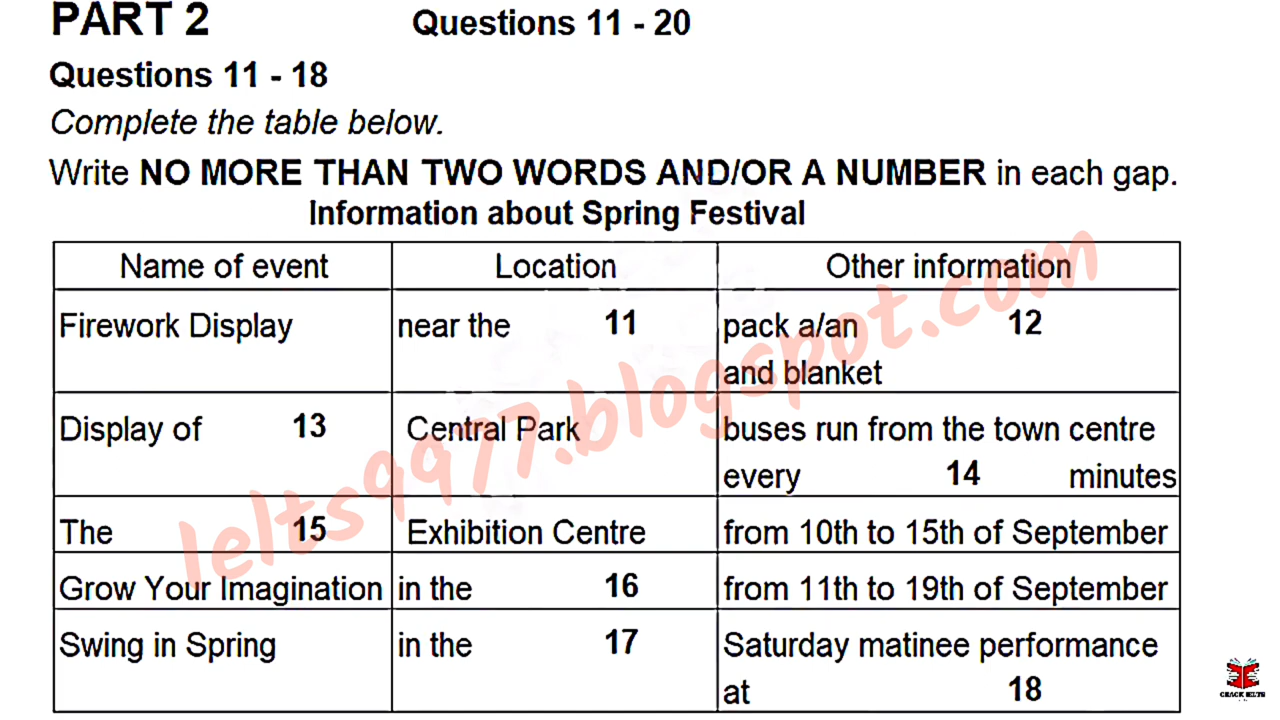 PART 2 Questions 11 - 20
Questions 11 - 18
Complete the table below.
Write NO MORE THAN TWO WORDS AND/OR A NUMBER in each gap.
Information about Spring Festival
Name of event Location Other information
Firework Display near the 11 pack a/an 12
and blanket
Display of 13 Central Park buses run from the town centre
every 14 minutes
The 15 Exhibition Centre from 10th to 15th of September
Grow Your Imagination in the 16 from 11th to 19th of September
Swing in Spring in the 17 Saturday matinee performance
at 18
Ielts9977.blogspot.com
CRACK IELTS